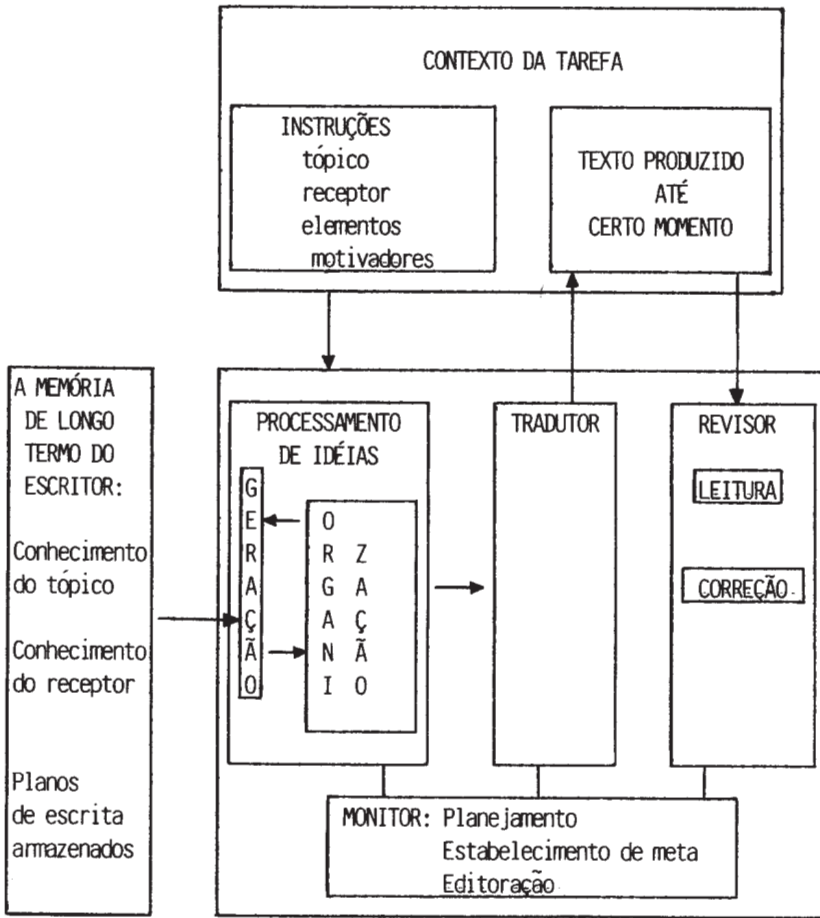 CONTEXTO DA TAREFA
INSTRUÇÕES
tópico
receptor
elementos
motivadores
TEXTO PRODUZIDO
ATÉ
CERTO MOMENTO
A MEMÓRIA
DE LONGO
TERMO DO
ESCRITOR:
Conhecimento
do tópico
Conhecimento
do receptor
Planos
de escrita
armazenados
PROCESSAMENTO
DE IDÉIAS
GERAÇÃO
ORGANI
ZAÇÃO
TRADUTOR
REVISOR
LEITURA
CORREÇÃO
MONITOR: Planejamento
Estabelecimento de meta
Editoração